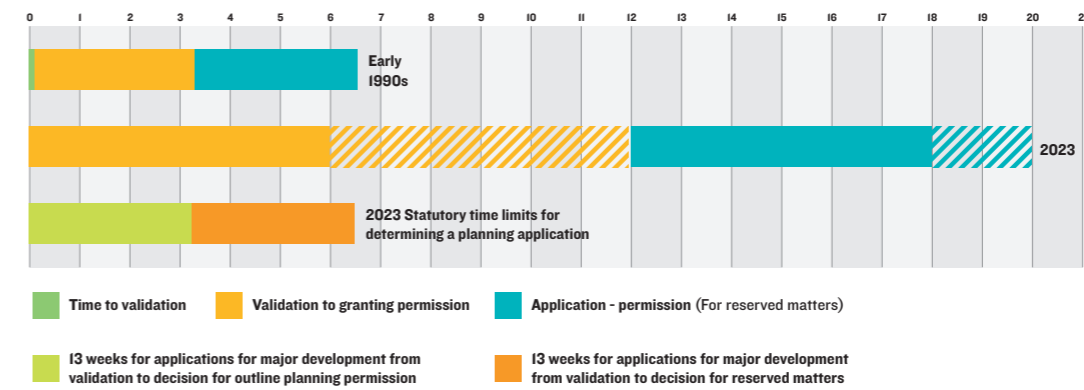 0 1 2 3 4 5 6 7 8 9 10 11 12 13 14 15 16 17 18 19 20 2
Early
1990s
2023
2023 Statutory time limits for
determining a planning application
Time to validation
Validation to granting permission
Application - permission (For reserved matters)
13 weeks for applications for major development from
validation to decision for outline planning permission
13 weeks for applications for major development
from validation to decision for reserved matters